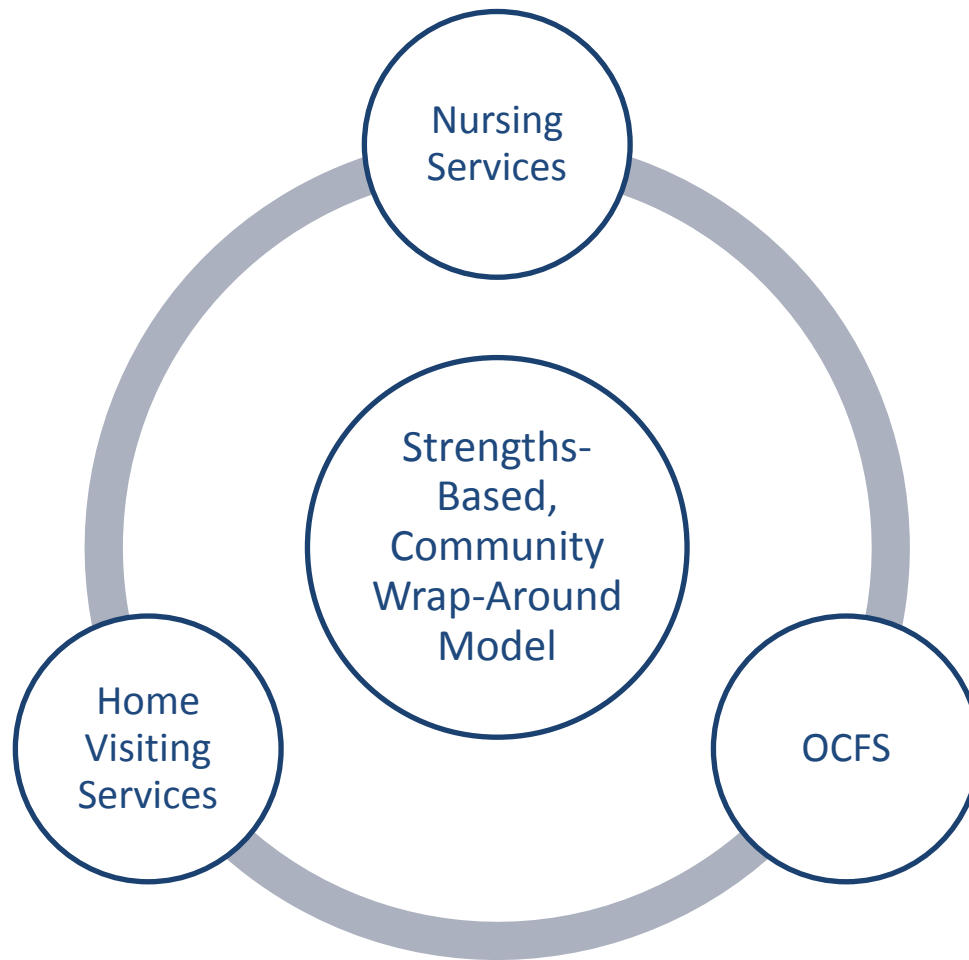 Nursing
Services
Strengths-
Based,
Community
Wrap-Around
Model
Home
Visiting
Services
OCFS